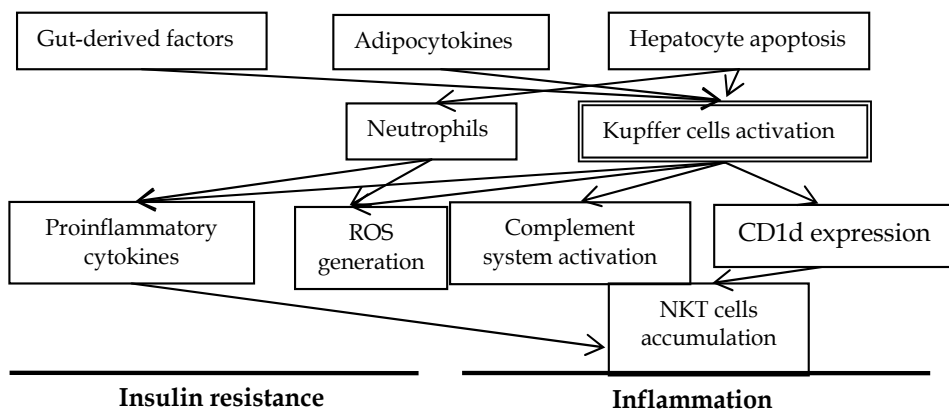 Gut-derived factors
Adipocytokines
Hepatocyte apoptosis
Neutrophils
Kupffer cells activation
Proinflammatory
cytokines
ROS
generation
Complement
system activation
CD1d expression
NKT cells
accumulation
Insulin resistance
Inflammation